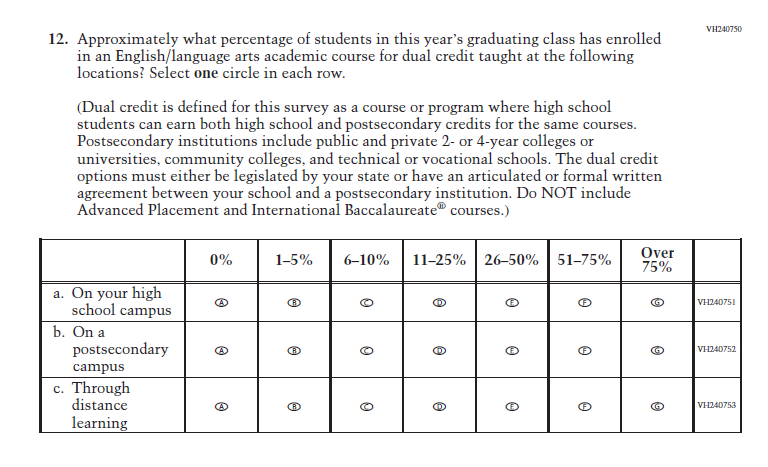 VH240750
12. Approximately what percentage of students in this year's graduating class has enrolled
in an English/language arts academic course for dual credit taught at the following
locations? Select one circle in each row.
(Dual credit is defined for this survey as a course or program where high school
students can earn both high school and postsecondary credits for the same courses.
Postsecondary institutions include public and private 2- or 4-year colleges or
universities, community colleges, and technical or vocational schools. The dual credit
options must either be legislated by your state or have an articulated or formal written
agreement between your school and a postsecondary institution. Do NOT include
Advanced Placement and International Baccalaureate® courses.)
0% 1–5% 6–10% 11–25% 26–50% 51–75% Over
75%
a. On your high
school campus
A B C D E F G VH240751
b. On a
postsecondary
campus
A B C D E F G VH240752
c. Through
distance
learning
A B C D E F G VH240753